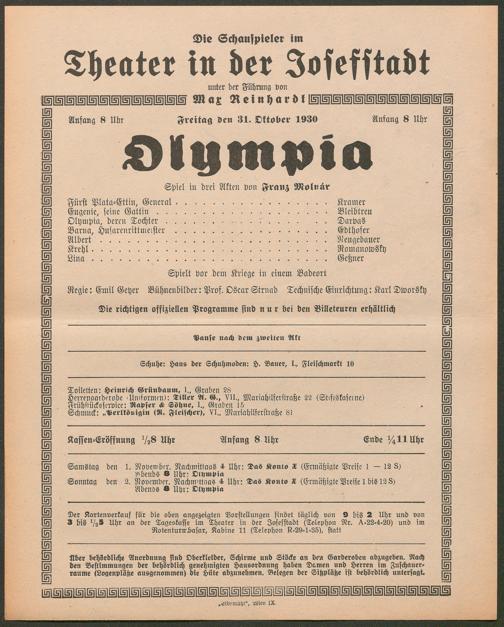 Die Schauspieler im
Theater in der Josefstadt
unter der Führung von
Max Reinhardt
Anfang 8 Uhr Freitag den 31. Oktober 1930 Anfang 8 Uhr
Olympia
Spiel in drei Akten von Franz Molnár
Fürst Plata-Ettin, General . . . Kramer
Eugenie, seine Gattin . . . Bleibtreu
Olympia, deren Tochter . . . Darvas
Barna, Husarenrittmeister . . . Edthofer
Albert . . . Neugebauer
Krehl . . . Romanowsky
Lina . . . Geßner
Spielt vor dem Kriege in einem Badeort
Regie: Emil Geyer Bühnenbilder: Prof. Oscar Strnad Technische Einrichtung: Karl Dworsky
Die richtigen offiziellen Programme sind nur bei den Billeteuren erhältlich
Pause nach dem zweiten Akt
Schuhe: Haus der Schuhmoden: H. Bauer, I., Fleischmarkt 10
Toiletten: Heinrich Grünbaum, I., Graben 28
Herrengarderobe (Uniformen): Tiller A. G., VII., Mariahilferstraße 22 (Stiftskaserne)
Frühstücksservice: Rasper & Söhne, I., Graben 15
Schmuck: „Perlkönigin (R. Fleischer), VI., Mariahilferstraße 81
Kassen-Eröffnung 1/28 Uhr Anfang 8 Uhr Ende 1/411 Uhr
Samstag den 1. November, Nachmittags 4 Uhr: Das Konto X (Ermäßigte Preise 1 — 12 S)
Abends 8 Uhr: Olympia
Sonntag den 2. November, Nachmittags 4 Uhr: Das Konto X (Ermäßigte Preise 1 bis 12 S)
Abends 8 Uhr: Olympia
Der Kartenverkauf für die oben angezeigten Vorstellungen findet täglich von 9 bis 2 Uhr und von
3 bis 1/25 Uhr an der Tageskasse im Theater in der Josefstadt (Telephon Nr. A-22-4-20) und im
Rotenturmbasar, Kabine 11 (Telephon R-29-1-35), statt
Über behördliche Anordnung sind Oberkleider, Schirme und Stöcke an den Garderoben abzugeben. Nach
den Bestimmungen der behördlich genehmigten Hausordnung haben Damen und Herren im Zuschauer-
raume (Logenplätze ausgenommen) die Hüte abzunehmen. Belegen der Sitzplätze ist behördlich untersagt.
„Elbemühl“, Wien IX.